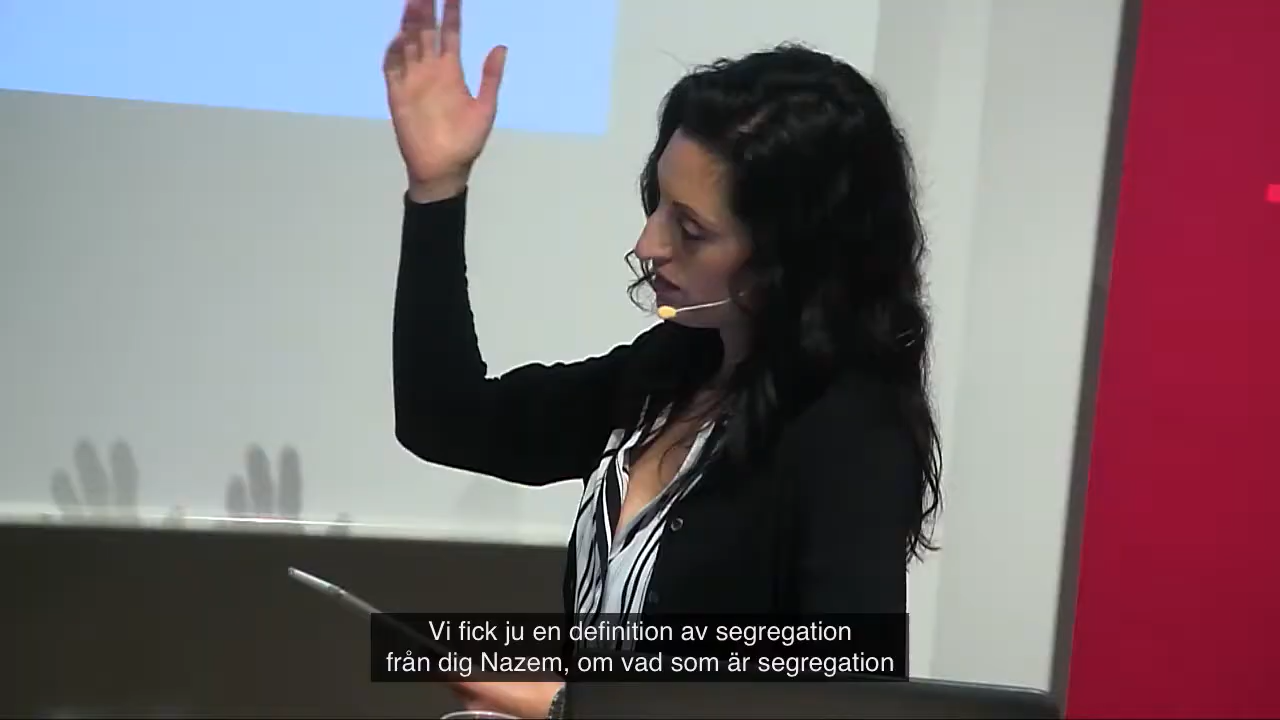 Vi fick ju en definition av segregation
från dig Nazem, om vad som är segregation